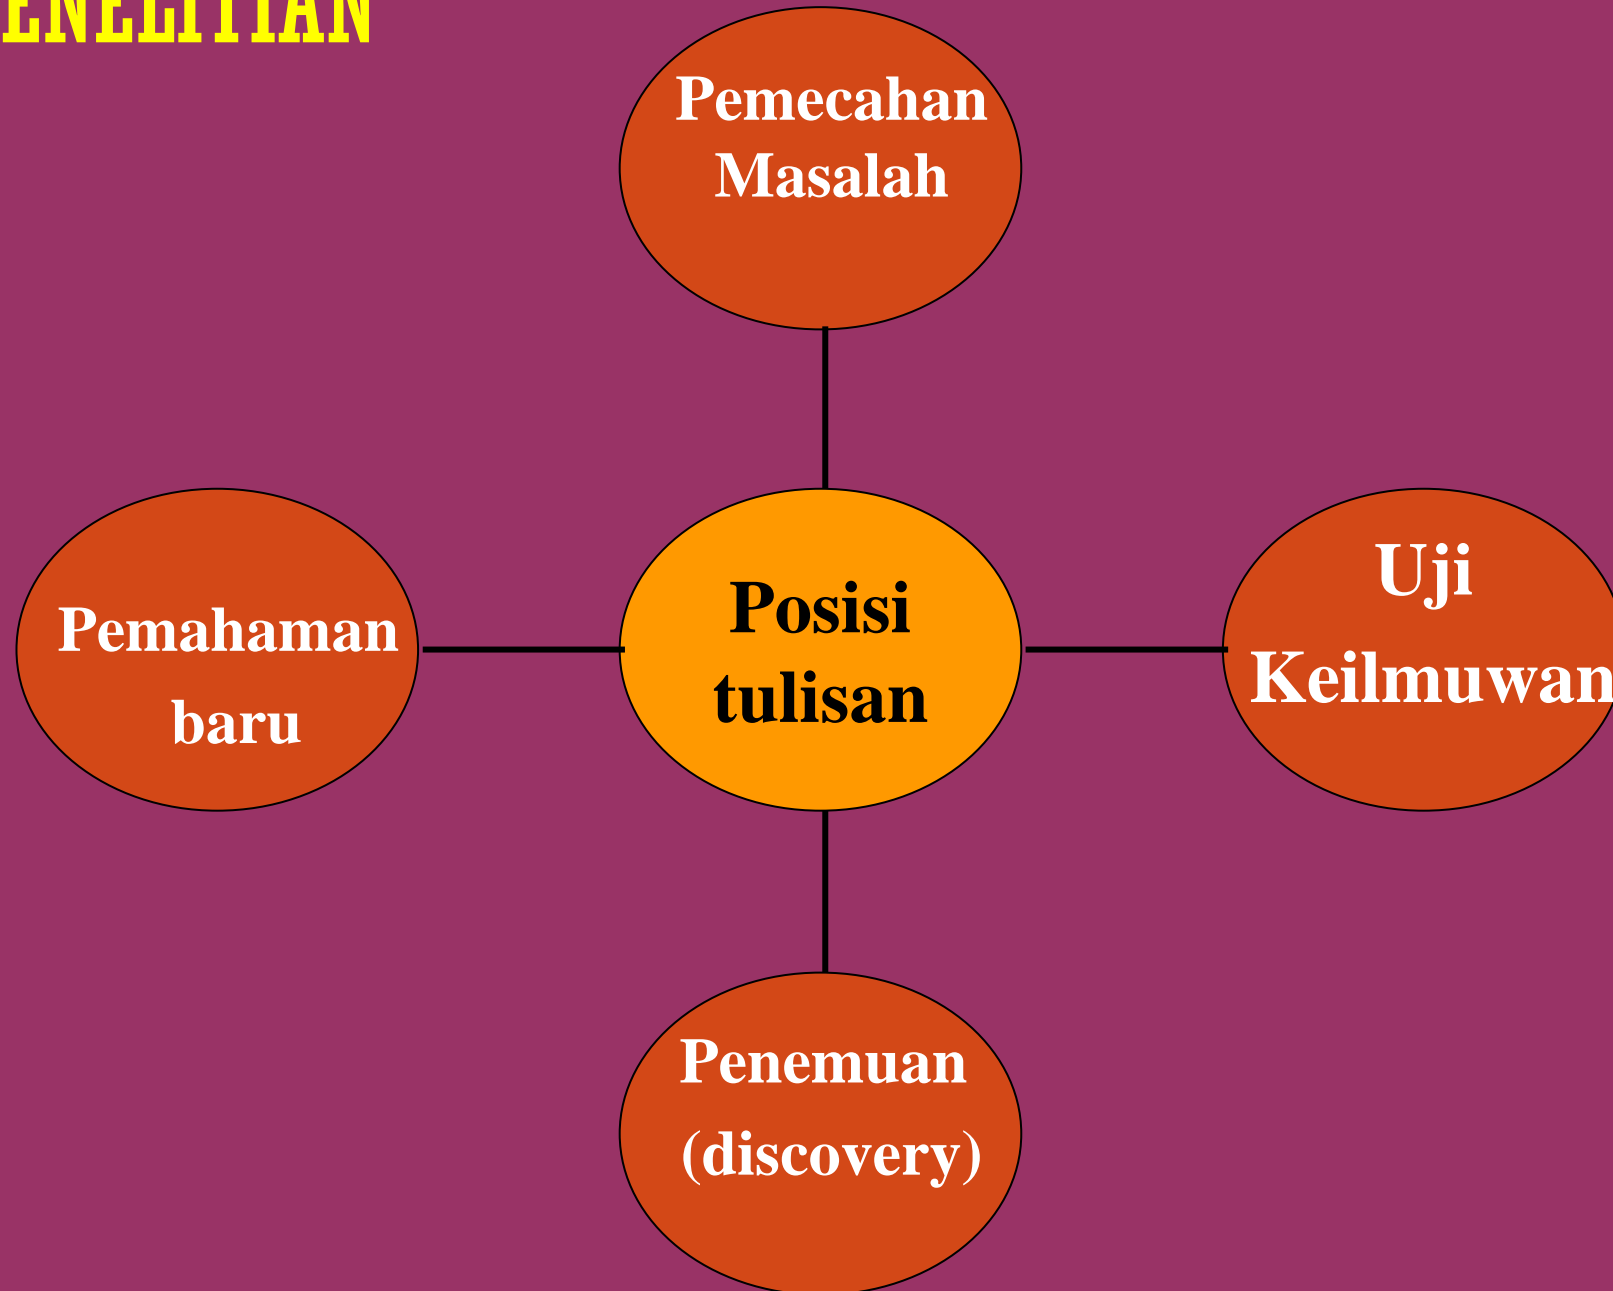 ENELITIAN
Pemecahan
Masalah
Pemahaman
baru
Posisi
tulisan
Uji
Keilmuwan
Penemuan
(discovery)